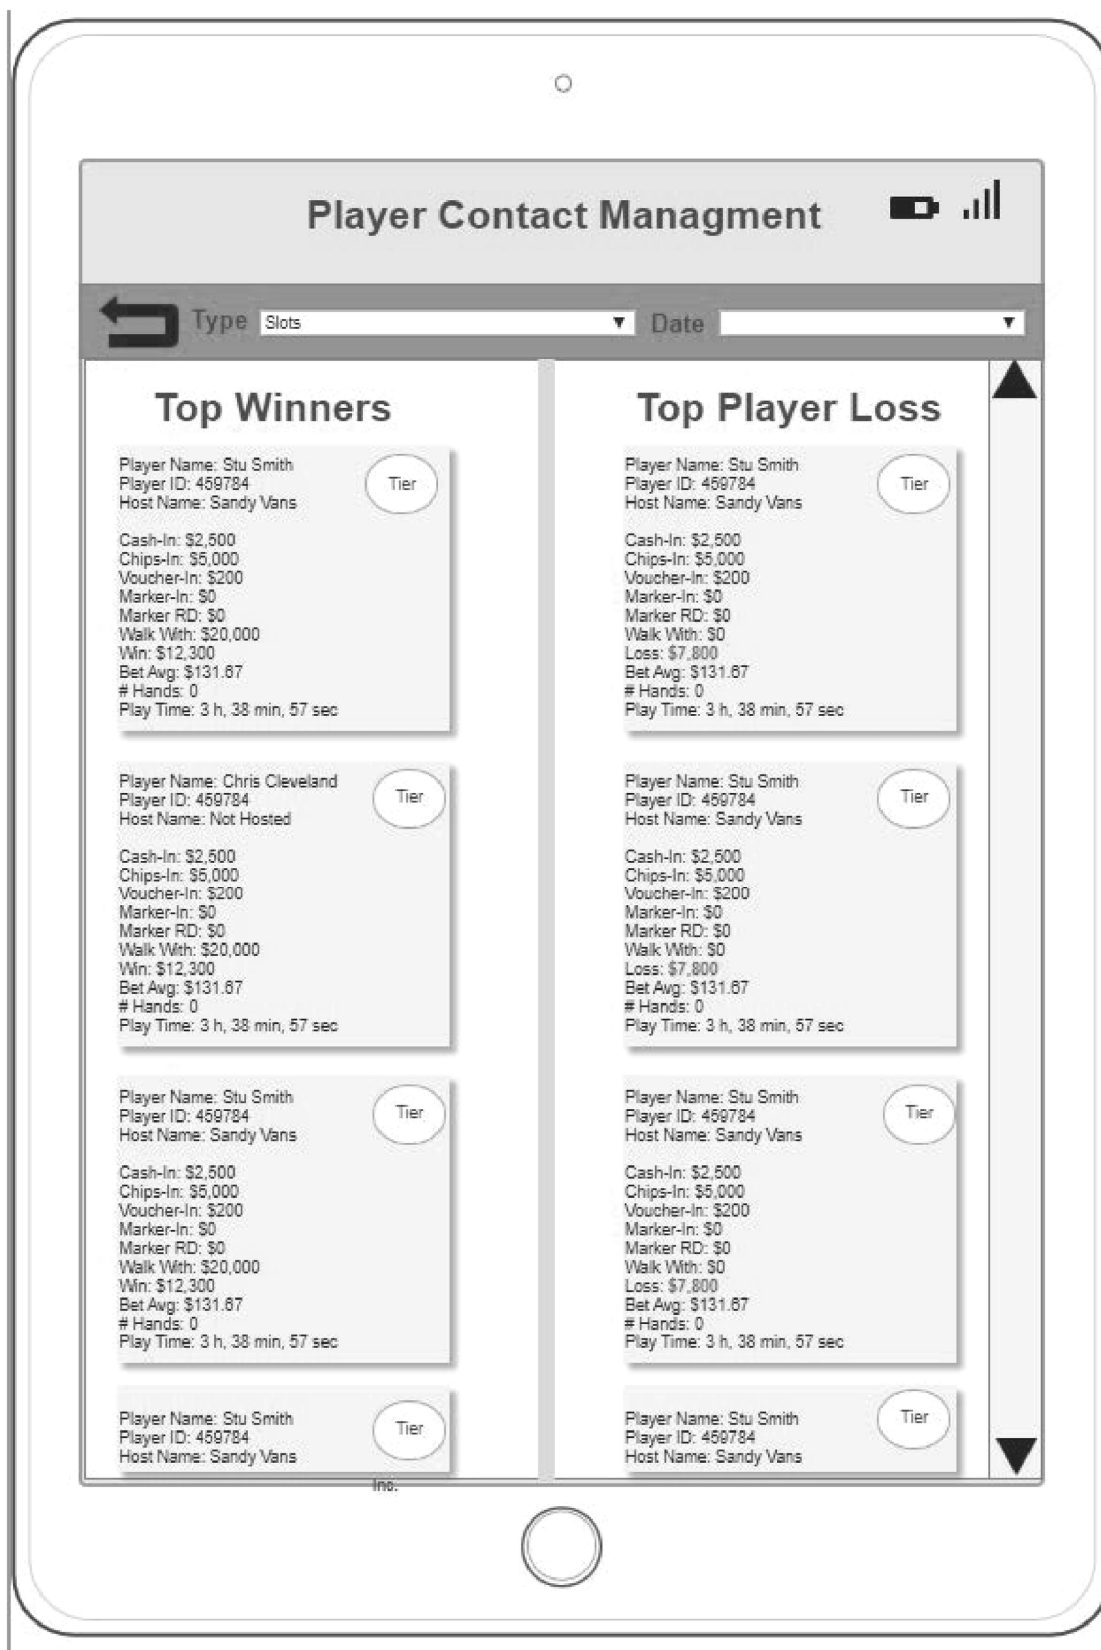 Player Contact Managment
Type Slots Date
Top Winners
Player Name: Stu Smith
Player ID: 459784
Host Name: Sandy Vans
Tier
Cash-In: $2,500
Chips-In: $5,000
Voucher-In: $200
Marker-In: $0
Marker RD: $0
Walk With: $20,000
Win: $12,300
Bet Avg: $131.67
# Hands: 0
Play Time: 3 h, 38 min, 57 sec
Player Name: Chris Cleveland
Player ID: 459784
Host Name: Not Hosted
Tier
Cash-In: $2,500
Chips-In: $5,000
Voucher-In: $200
Marker-In: $0
Marker RD: $0
Walk With: $20,000
Win: $12,300
Bet Avg: $131.67
# Hands: 0
Play Time: 3 h, 38 min, 57 sec
Player Name: Stu Smith
Player ID: 459784
Host Name: Sandy Vans
Tier
Cash-In: $2,500
Chips-In: $5,000
Voucher-In: $200
Marker-In: $0
Marker RD: $0
Walk With: $20,000
Win: $12,300
Bet Avg: $131.67
# Hands: 0
Play Time: 3 h, 38 min, 57 sec
Player Name: Stu Smith
Player ID: 459784
Host Name: Sandy Vans
Tier
Inc.
Top Player Loss
Player Name: Stu Smith
Player ID: 459784
Host Name: Sandy Vans
Tier
Cash-In: $2,500
Chips-In: $5,000
Voucher-In: $200
Marker-In: $0
Marker RD: $0
Walk With: $0
Loss: $7,800
Bet Avg: $131.67
# Hands: 0
Play Time: 3 h, 38 min, 57 sec
Player Name: Stu Smith
Player ID: 459784
Host Name: Sandy Vans
Tier
Cash-In: $2,500
Chips-In: $5,000
Voucher-In: $200
Marker-In: $0
Marker RD: $0
Walk With: $0
Loss: $7,800
Bet Avg: $131.67
# Hands: 0
Play Time: 3 h, 38 min, 57 sec
Player Name: Stu Smith
Player ID: 459784
Host Name: Sandy Vans
Tier
Cash-In: $2,500
Chips-In: $5,000
Voucher-In: $200
Marker-In: $0
Marker RD: $0
Walk With: $0
Loss: $7,800
Bet Avg: $131.67
# Hands: 0
Play Time: 3 h, 38 min, 57 sec
Player Name: Stu Smith
Player ID: 459784
Host Name: Sandy Vans
Tier